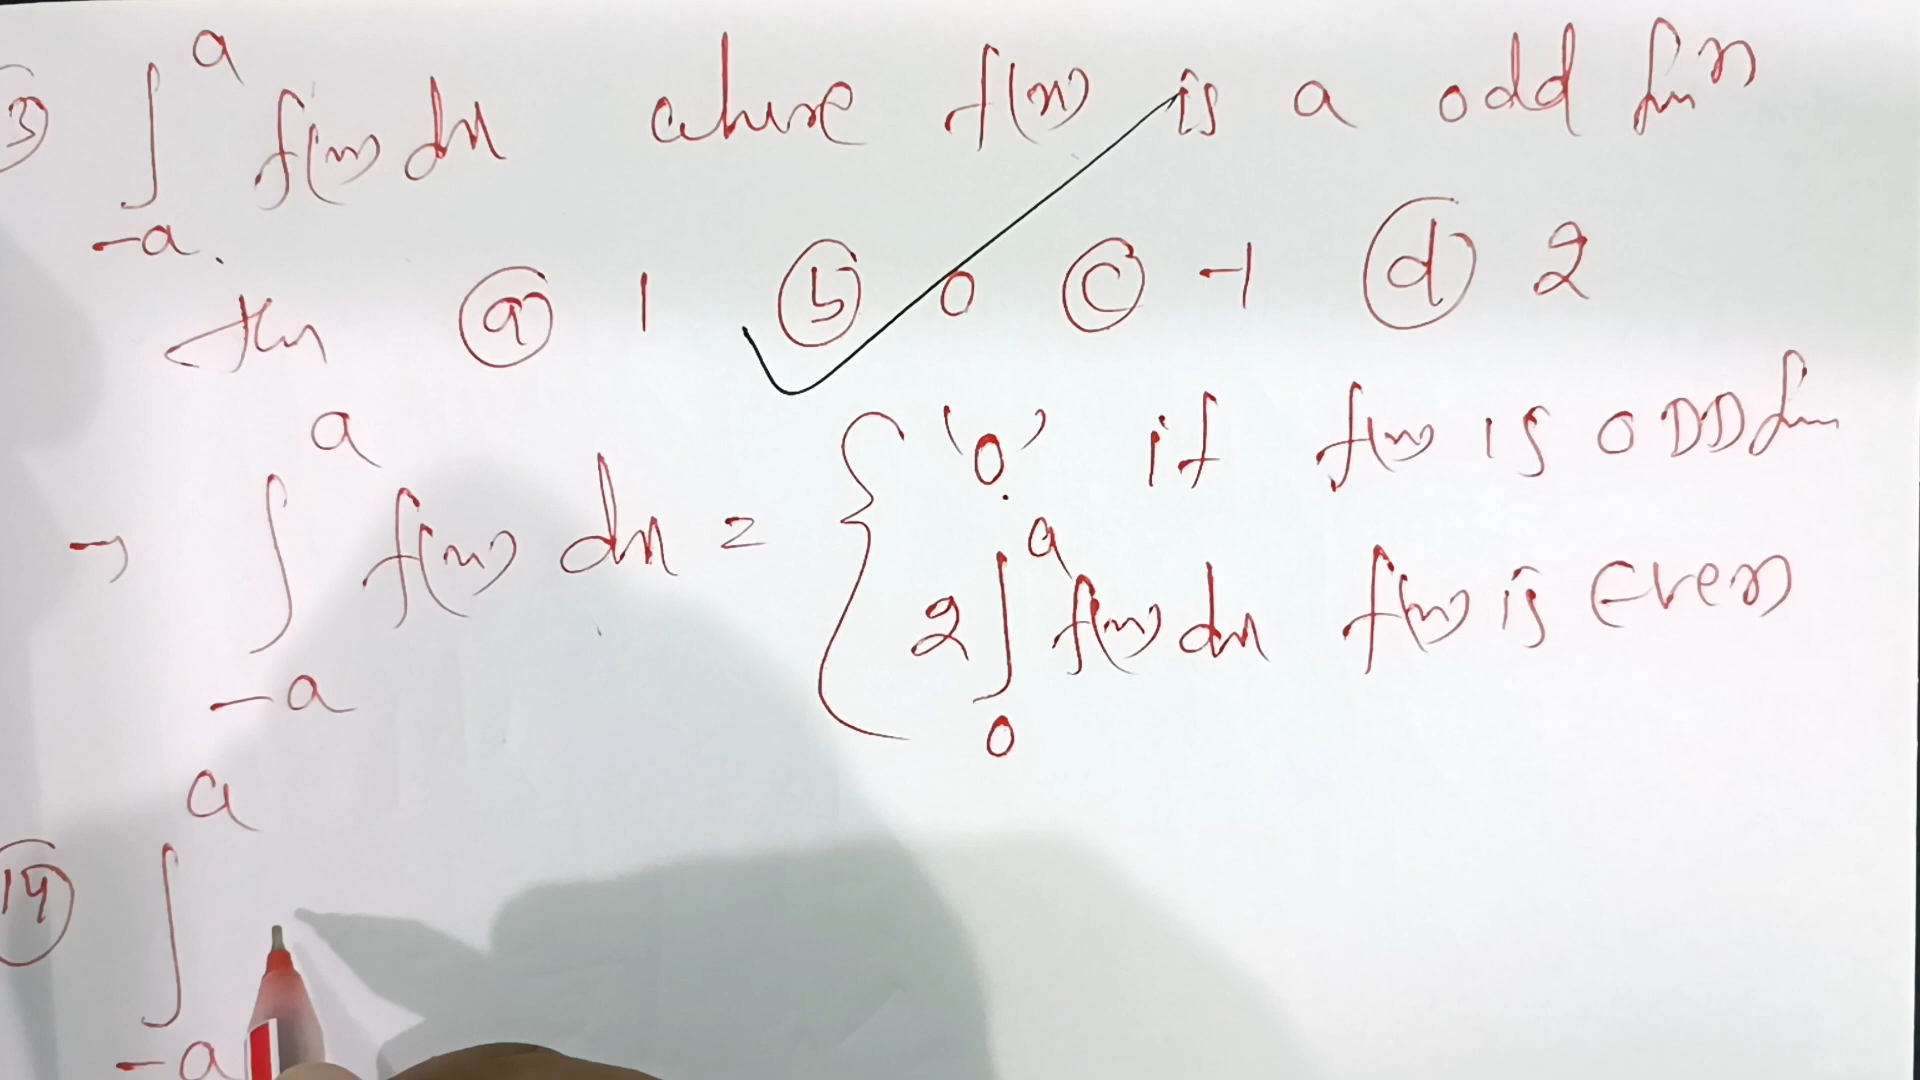 3) ∫_{-a}^{a} f(x) dx where f(x) is a odd fun
then (a) 1 (b) 0 (c) -1 (d) 2
→ ∫_{-a}^{a} f(x) dx = { '0' if f(x) is ODD fun
2∫_{0}^{a} f(x) dx f(x) is Even
(14) ∫_{-a}^{a}